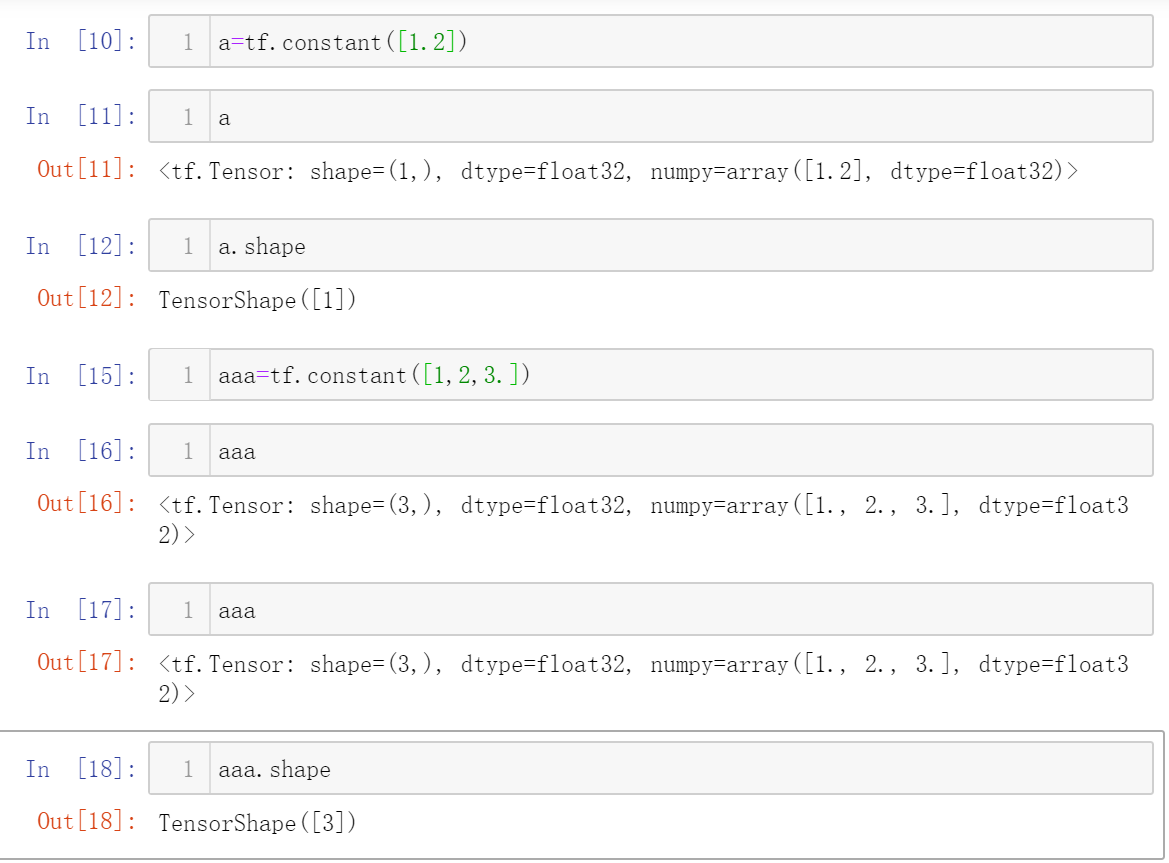 In [10]: 1 a=tf.constant([1.2])
In [11]: 1 a
Out[11]: <tf.Tensor: shape=(1,), dtype=float32, numpy=array([1.2], dtype=float32)>
In [12]: 1 a.shape
Out[12]: TensorShape([1])
In [15]: 1 aaa=tf.constant([1,2,3.])
In [16]: 1 aaa
Out[16]: <tf.Tensor: shape=(3,), dtype=float32, numpy=array([1., 2., 3.], dtype=float3
2)>
In [17]: 1 aaa
Out[17]: <tf.Tensor: shape=(3,), dtype=float32, numpy=array([1., 2., 3.], dtype=float3
2)>
In [18]: 1 aaa.shape
Out[18]: TensorShape([3])